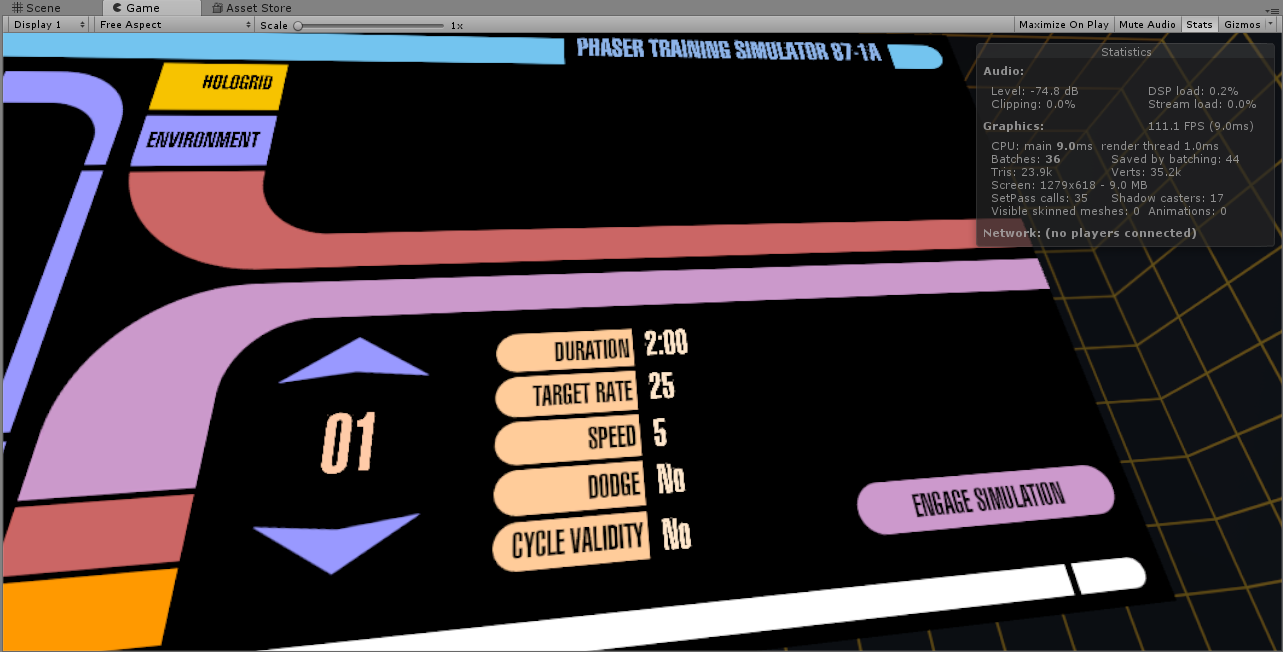 Scene
Game
Asset Store
Display 1
Free Aspect
Scale
1x
Maximize On Play
Mute Audio
Stats
Gizmos
PHASER TRAINING SIMULATOR 87-1A
HOLOGRID
ENVIRONMENT
Statistics
Audio:
Level: -74.8 dB DSP load: 0.2%
Clipping: 0.0% Stream load: 0.0%
Graphics: 111.1 FPS (9.0ms)
CPU: main 9.0ms render thread 1.0ms
Batches: 36 Saved by batching: 44
Tris: 23.9k Verts: 35.2k
Screen: 1279x618 - 9.0 MB
SetPass calls: 35 Shadow casters: 17
Visible skinned meshes: 0 Animations: 0
Network: (no players connected)
01
DURATION 2:00
TARGET RATE 25
SPEED 5
DODGE No
CYCLE VALIDITY No
ENGAGE SIMULATION